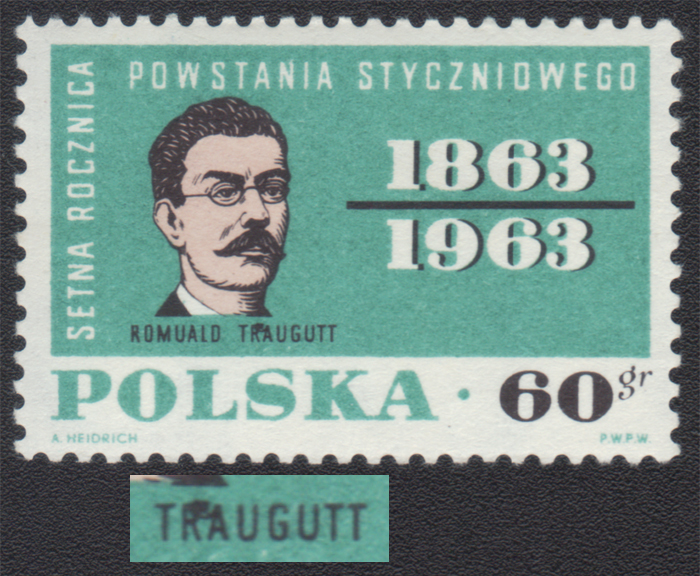 SETNA ROCZNICA
POWSTANIA STYCZNIOWEGO
1863
1963
ROMUALD TRAUGUTT
POLSKA · 60 gr
A. HEIDRICH
P.W.P.W.
TRAUGUTT